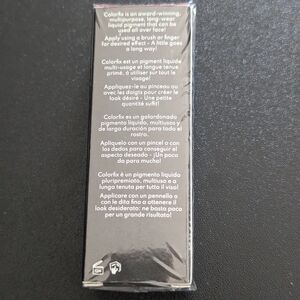 Colorfix is an award-winning,
multipurpose, long-wear
liquid pigment that can be
used all over face!
Apply using a brush or finger
for desired effect - A little goes
a long way!
Colorfix est un pigment liquide
multi-usage et longue tenue
primé, à utiliser sur tout le
visage!
Appliquez-le au pinceau ou
avec les doigts pour créer le
look désiré - Une petite
quantité suffit!
Colorfix es un galardonado
pigmento líquido, multiuso y
de larga duración para todo el
rostro.
Aplíquelo con un pincel o con
los dedos para conseguir el
aspecto deseado - ¡Un poco
da para mucho!
Colorfix è un pigmento liquido
pluripremiato, multiuso e a
lunga tenuta per tutto il viso!
Applicare con un pennello o
con le dita fino a ottenere il
look desiderato: ne basta poco
per un grande risultato!